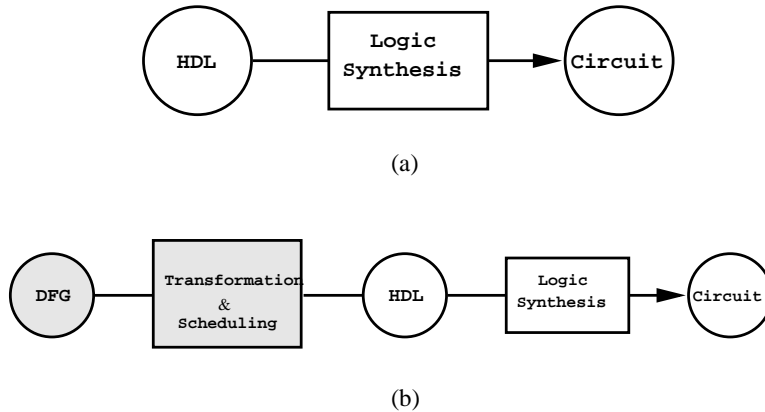 HDL
Logic
Synthesis
Circuit
(a)
DFG
Transformation
&
Scheduling
HDL
Logic
Synthesis
Circuit
(b)